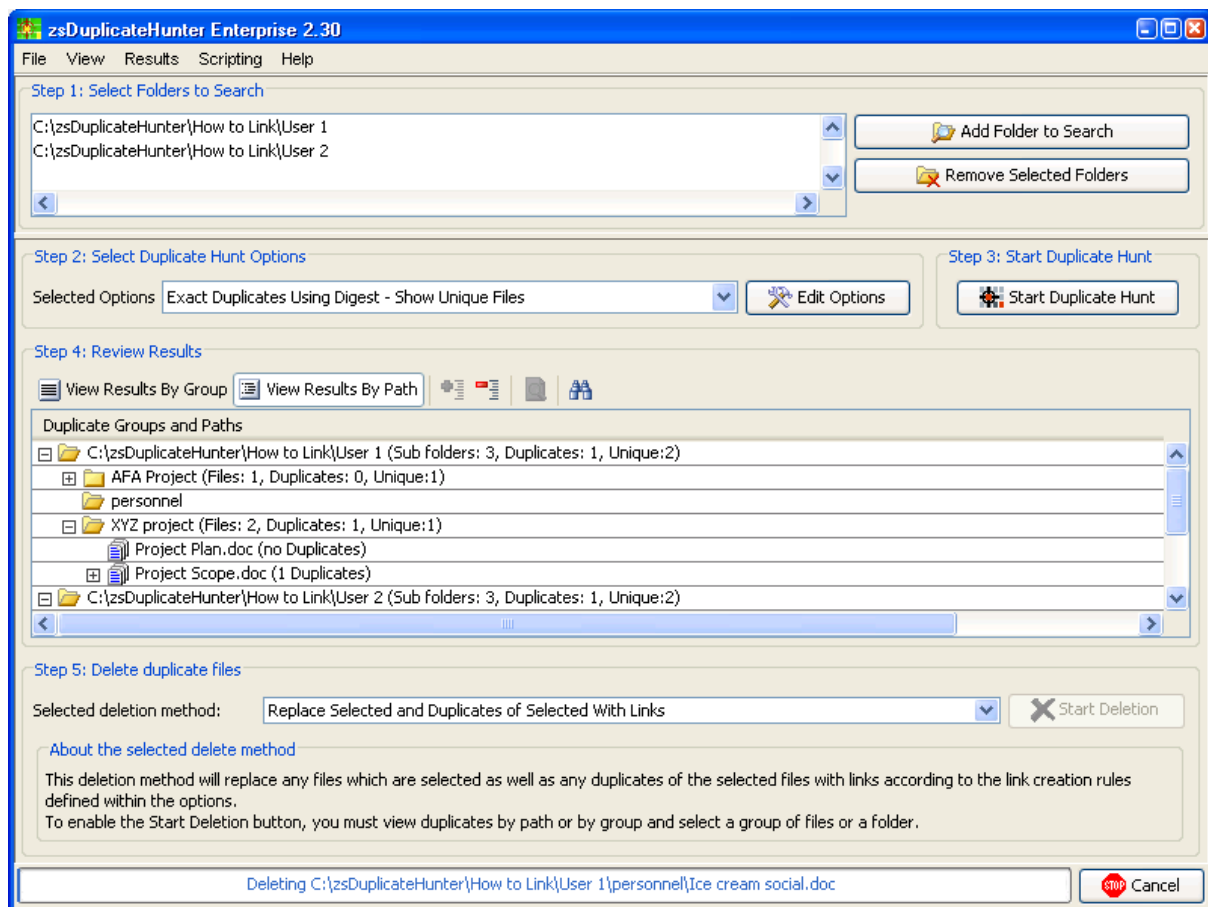 zsDuplicateHunter Enterprise 2.30
File View Results Scripting Help
Step 1: Select Folders to Search
C:\zsDuplicateHunter\How to Link\User 1
C:\zsDuplicateHunter\How to Link\User 2
Add Folder to Search
Remove Selected Folders
Step 2: Select Duplicate Hunt Options
Selected Options Exact Duplicates Using Digest - Show Unique Files Edit Options
Step 3: Start Duplicate Hunt
Start Duplicate Hunt
Step 4: Review Results
View Results By Group View Results By Path
Duplicate Groups and Paths
C:\zsDuplicateHunter\How to Link\User 1 (Sub folders: 3, Duplicates: 1, Unique:2)
AFA Project (Files: 1, Duplicates: 0, Unique:1)
personnel
XYZ project (Files: 2, Duplicates: 1, Unique:1)
Project Plan.doc (no Duplicates)
Project Scope.doc (1 Duplicates)
C:\zsDuplicateHunter\How to Link\User 2 (Sub folders: 3, Duplicates: 1, Unique:2)
Step 5: Delete duplicate files
Selected deletion method: Replace Selected and Duplicates of Selected With Links Start Deletion
About the selected delete method
This deletion method will replace any files which are selected as well as any duplicates of the selected files with links according to the link creation rules
defined within the options.
To enable the Start Deletion button, you must view duplicates by path or by group and select a group of files or a folder.
Deleting C:\zsDuplicateHunter\How to Link\User 1\personnel\Ice cream social.doc
STOP Cancel